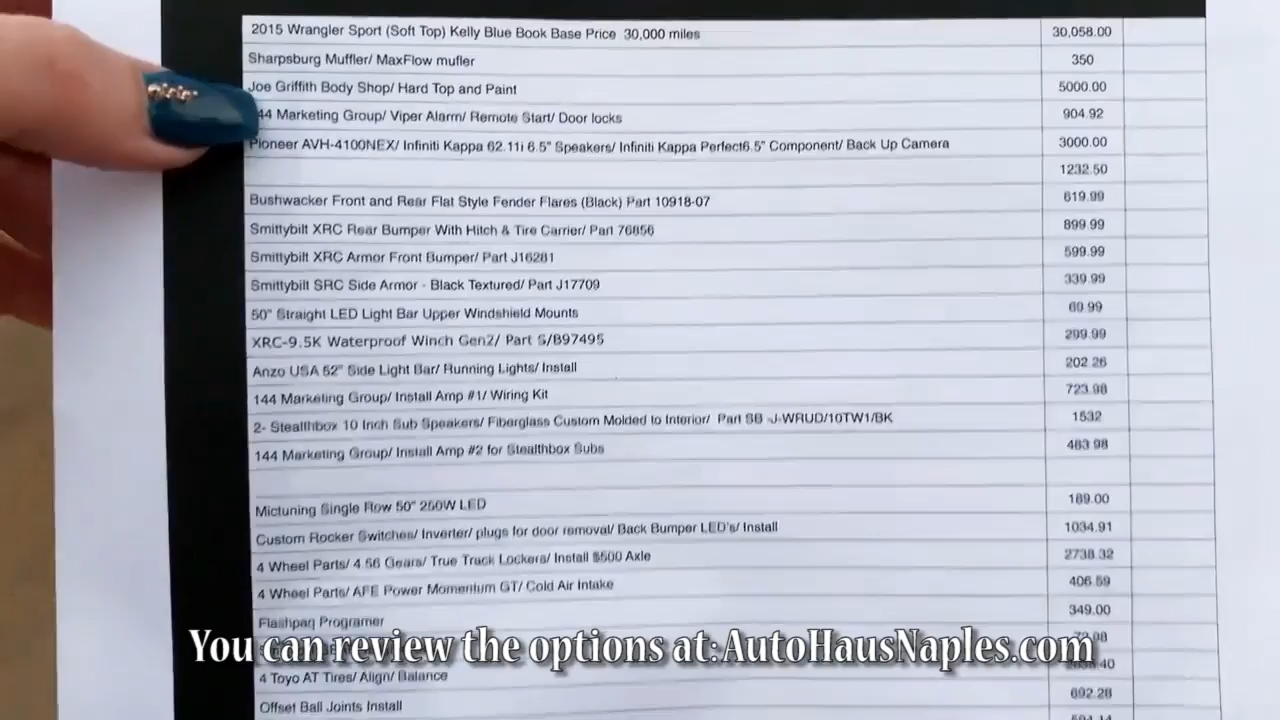 2015 Wrangler Sport (Soft Top) Kelly Blue Book Base Price 30,000 miles 30,058.00
Sharpsburg Muffler/ MaxFlow mufler 350
Joe Griffith Body Shop/ Hard Top and Paint 5000.00
44 Marketing Group/ Viper Alarm/ Remote Start/ Door locks 904.92
Pioneer AVH-4100NEX/ Infiniti Kappa 62.11i 6.5" Speakers/ Infiniti Kappa Perfect6.5" Component/ Back Up Camera 3000.00
1232.50
Bushwacker Front and Rear Flat Style Fender Flares (Black) Part 10918-07 619.99
Smittybilt XRC Rear Bumper With Hitch & Tire Carrier/ Part 76856 899.99
Smittybilt XRC Armor Front Bumper/ Part J16281 599.99
Smittybilt SRC Side Armor - Black Textured/ Part J17709 339.99
50" Straight LED Light Bar Upper Windshield Mounts 69.99
XRC-9.5K Waterproof Winch Gen2/ Part S/B97495 299.99
Anzo USA 52" Side Light Bar/ Running Lights/ Install 202.26
144 Marketing Group/ Install Amp #1/ Wiring Kit 723.98
2- Stealthbox 10 Inch Sub Speakers/ Fiberglass Custom Molded to Interior/ Part SB -J-WRUD/10TW1/BK 1532
144 Marketing Group/ Install Amp #2 for Stealthbox Subs 463.98
Mictuning Single Row 50" 250W LED 169.00
Custom Rocker Switches/ Inverter/ plugs for door removal/ Back Bumper LED's/ Install 1034.91
4 Wheel Parts/ 4.56 Gears/ True Track Lockers/ Install $500 Axle 2738.32
4 Wheel Parts/ AFE Power Momentum GT/ Cold Air Intake 406.59
Flashpaq Programer 349.00
You can review the options at: AutoHausNaples.com
4 Toyo AT Tires/ Align/ Balance
Offset Ball Joints Install 692.28